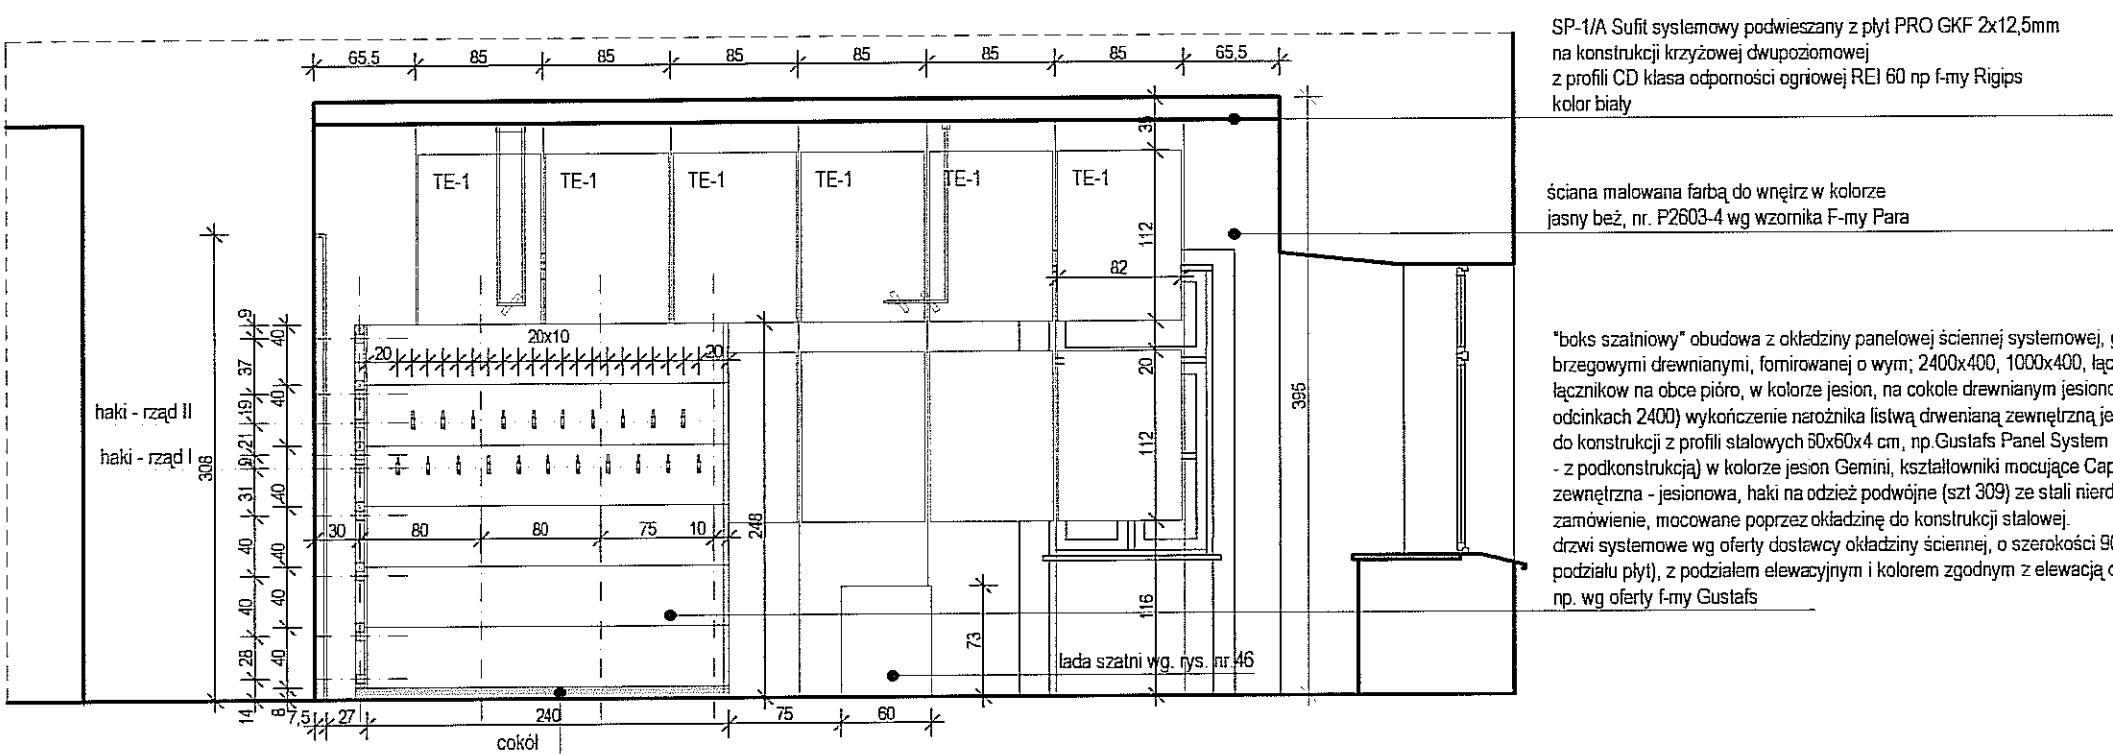 SP-1/A Sufit systemowy podwieszany z płyt PRO GKF 2x12,5mm
na konstrukcji krzyżowej dwupoziomowej
z profili CD klasa odporności ogniowej REI 60 np f-my Rigips
kolor biały
65,5 85 85 85 85 85 85 65,5
35
TE-1 TE-1 TE-1 TE-1 TE-1 TE-1
ściana malowana farbą do wnętrz w kolorze
jasny beż, nr. P2603-4 wg wzornika F-my Para
112
82
"boks szatniowy" obudowa z okładziny panelowej ściennej systemowej, g
brzegowymi drewnianymi, fornirowanej o wym; 2400x400, 1000x400, łąc
łącznikow na obce pióro, w kolorze jesion, na cokole drewnianym jesiono
odcinkach 2400) wykończenie narożnika listwą drwenianą zewnętrzną je
do konstrukcji z profili stalowych 60x60x4 cm, np.Gustafs Panel System
- z podkonstrukcją) w kolorze jesion Gemini, kształtowniki mocujące Cap
zewnętrzna - jesionowa, haki na odzież podwójne (szt 309) ze stali nierd
zamówienie, mocowane poprzez okładzinę do konstrukcji stalowej.
drzwi systemowe wg oferty dostawcy okładziny ściennej, o szerokości 90
podziału płyt), z podziałem elewacyjnym i kolorem zgodnym z elewacją o
np. wg oferty f-my Gustafs
9 40
20x10
20 20
37 40
20
395
haki - rząd II
19
haki - rząd I
21
9
308
112
31 40
30 80 80 75 10
248
40 40
40 40
116
73
28 40
lada szatni wg. rys. nr 46
14 8
7,5 27 240 75 60
cokół